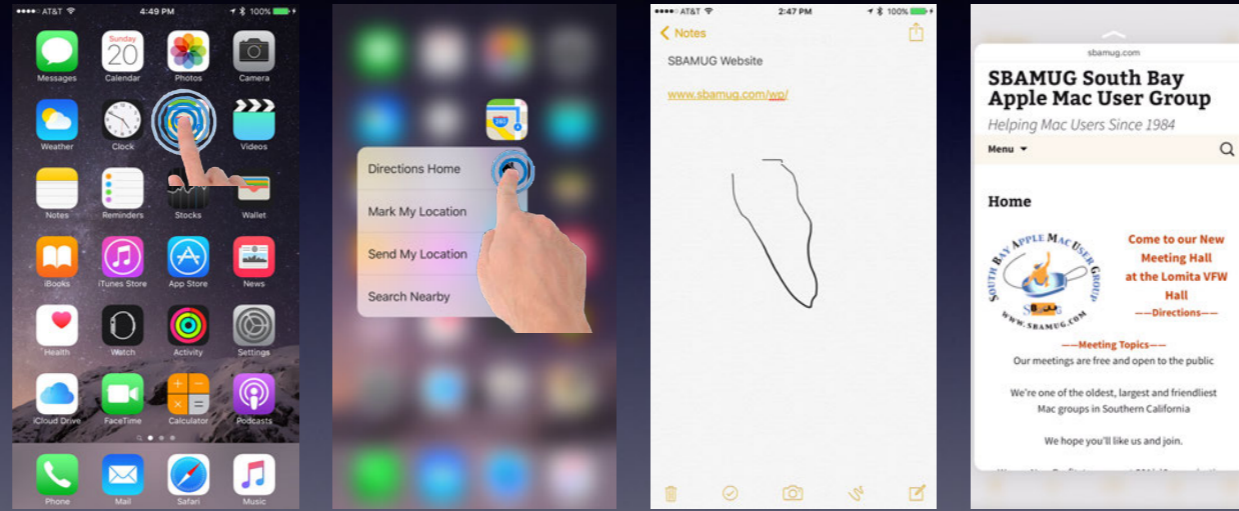 AT&T 4:49 PM 100%
Sunday
20
Messages Calendar Photos Camera
Weather Clock Videos
Notes Reminders Stocks Wallet
iBooks iTunes Store App Store News
Health Watch Activity Settings
iCloud Drive FaceTime Calculator Podcasts
Phone Mail Safari Music
280
Directions Home
Mark My Location
Send My Location
Search Nearby
AT&T 2:47 PM 100%
Notes
SBAMUG Website
www.sbamug.com/wp/
sbamug.com
SBAMUG South Bay
Apple Mac User Group
Helping Mac Users Since 1984
Menu
Home
SOUTH BAY APPLE MAC USER GROUP
WWW.SBAMUG.COM
Come to our New
Meeting Hall
at the Lomita VFW
Hall
——Directions——
——Meeting Topics——
Our meetings are free and open to the public
We're one of the oldest, largest and friendliest
Mac groups in Southern California
We hope you'll like us and join.